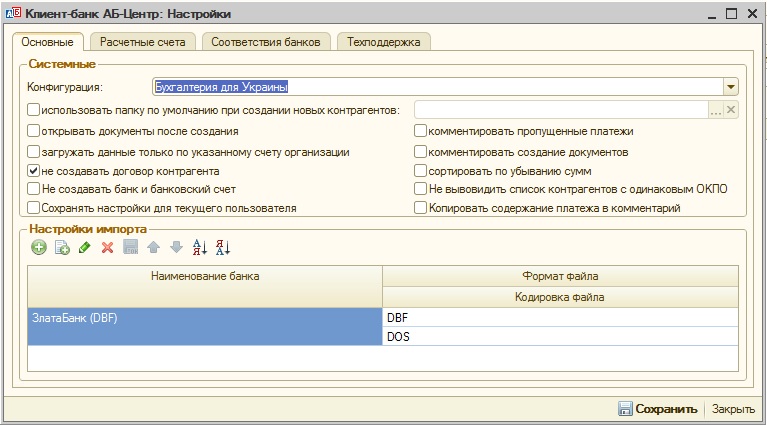 Клиент-банк АБ-Центр: Настройки
Основные
Расчетные счета
Соответствия банков
Техподдержка
Системные
Конфигурация: Бухгалтерия для Украины
использовать папку по умолчанию при создании новых контрагентов:
открывать документы после создания
комментировать пропущенные платежи
загружать данные только по указанному счету организации
комментировать создание документов
не создавать договор контрагента
сортировать по убыванию сумм
Не создавать банк и банковский счет
Не вывовидить список контрагентов с одинаковым ОКПО
Сохранять настройки для текущего пользователя
Копировать содержание платежа в комментарий
Настройки импорта
Наименование банка
Формат файла
Кодировка файла
ЗлатаБанк (DBF)
DBF
DOS
Сохранить
Закрыть